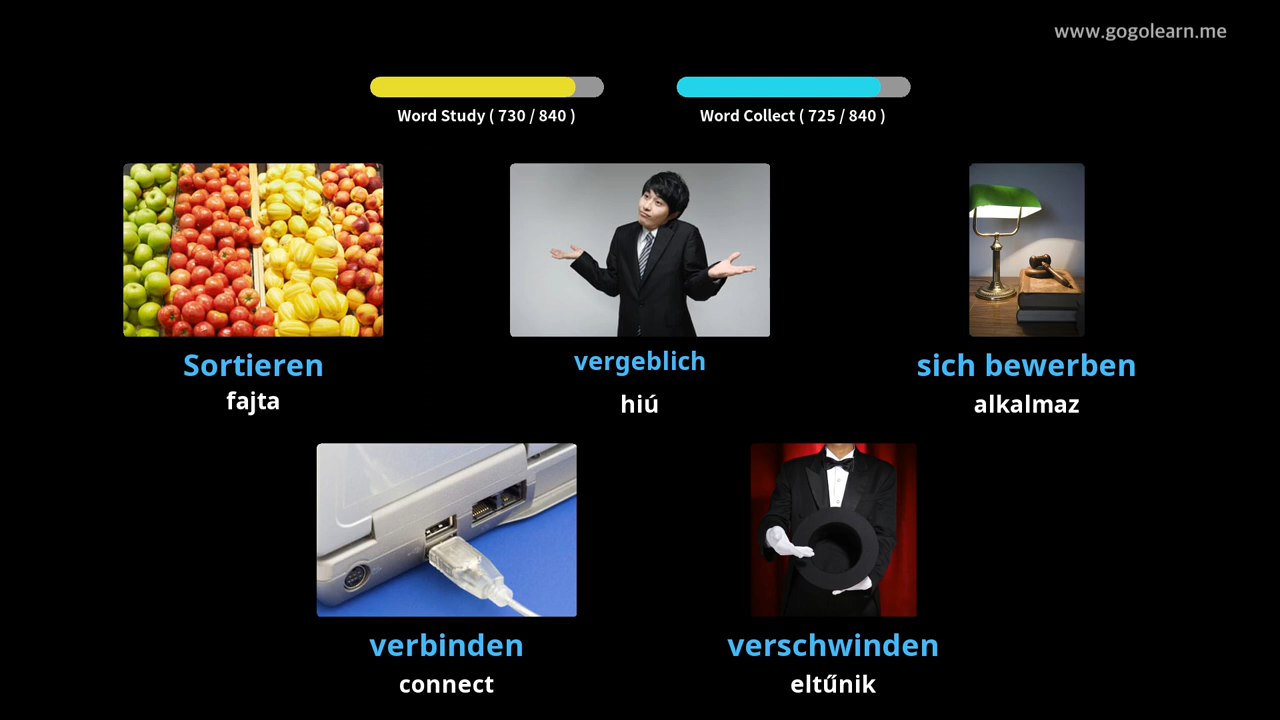 www.gogolearn.me
Word Study ( 730 / 840 )
Word Collect ( 725 / 840 )
Sortieren
fajta
vergeblich
hiú
sich bewerben
alkalmaz
verbinden
connect
verschwinden
eltűnik